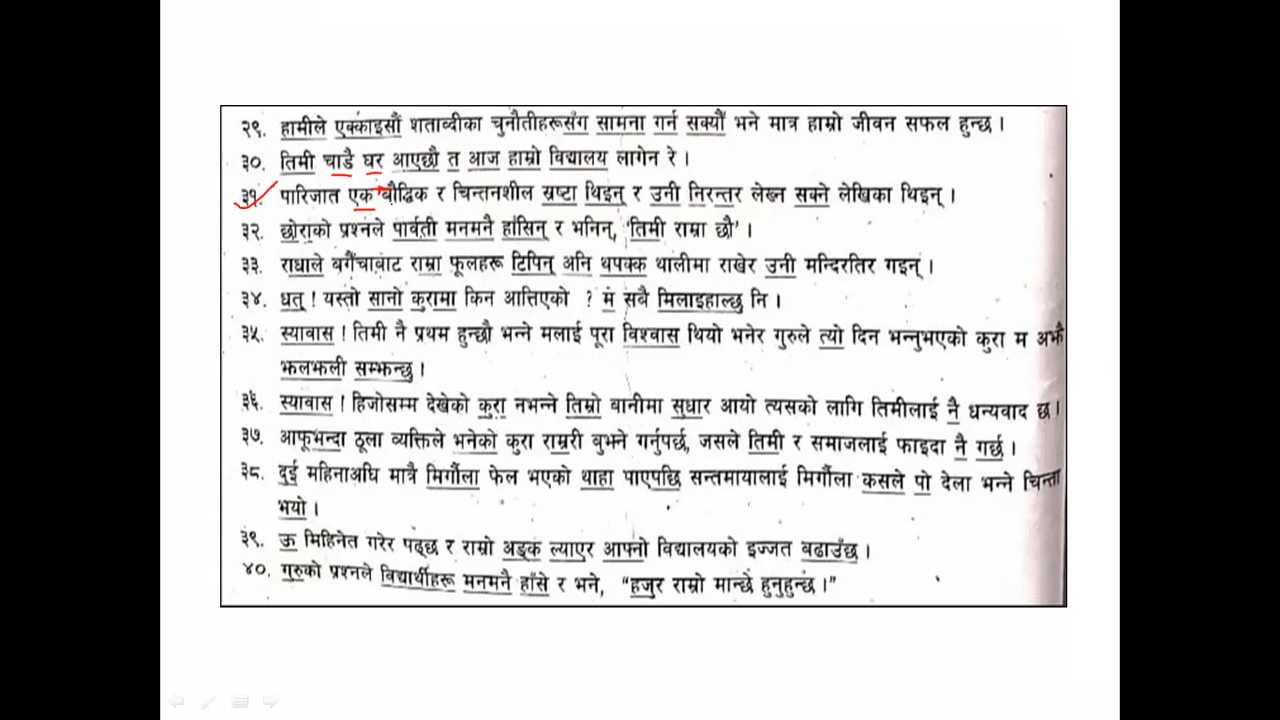 २९. हामीले एक्काइसौं शताब्दीका चुनौतीहरूसँग सामना गर्न सक्यौं भने मात्र हाम्रो जीवन सफल हुन्छ ।
३०. तिमी चाडै घर आएछौ त आज हाम्रो विद्यालय लागेन रे ।
३१. पारिजात एक बौद्धिक र चिन्तनशील स्रष्टा थिइन् र उनी निरन्तर लेख्न सक्ने लेखिका थिइन् ।
३२. छोराको प्रश्नले पार्वती मनमनै हांसिन् र भनिन्, 'तिमी राम्रा छौ' ।
३३. राधाले बगैंचाबाट राम्रा फूलहरू टिपिन् अनि थपक्क थालीमा राखेर उनी मन्दिरतिर गइन् ।
३४. धत् ! यस्तो सानो कुरामा किन आत्तिएको ? म सबै मिलाइहाल्छु नि ।
३५. स्यावास ! तिमी नै प्रथम हुन्छौ भन्ने मलाई पूरा विश्वास थियो भनेर गुरुले त्यो दिन भन्नुभएको कुरा म अझै
झलझली सम्झन्छु ।
३६. स्यावास ! हिजोसम्म देखेको कुरा नभन्ने तिम्रो बानीमा सुधार आयो त्यसको लागि तिमीलाई नै धन्यवाद छ ।
३७. आफूभन्दा ठूला व्यक्तिले भनेको कुरा राम्ररी बुझ्ने गर्नुपर्छ, जसले तिमी र समाजलाई फाइदा नै गर्छ ।
३८. दुई महिनाअघि मात्रै मिर्गौला फेल भएको थाहा पाएपछि सन्तमायालाई मिर्गौला कसले पो देला भन्ने चिन्ता
भयो ।
३९. ऊ मिहिनेत गरेर पढ्छ र राम्रो अङ्क ल्याएर आफ्नो विद्यालयको इज्जत बढाउँछ ।
४०. गुरुको प्रश्नले विद्यार्थीहरू मनमनै हाँसे र भने, "हजुर राम्रो मान्छे हुनुहुन्छ ।"